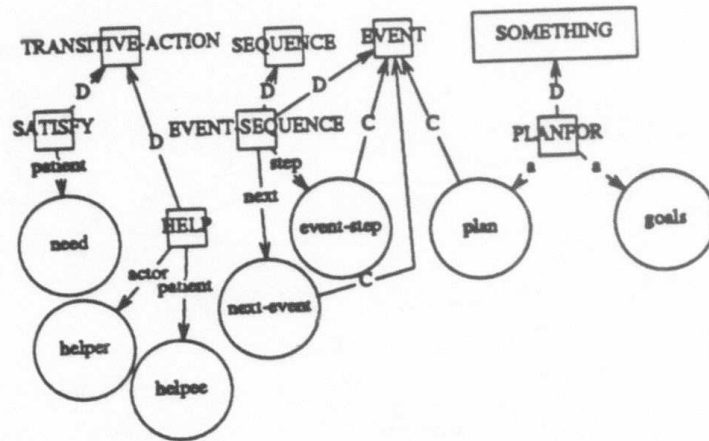 TRANSITIVE-ACTION
SEQUENCE
EVENT
SOMETHING
D
D
D
D
SATISFY
EVENT-SEQUENCE
PLANFOR
D
C
C
patient
step
a
a
next
need
HELP
event-step
plan
goals
actor
patient
C
next-event
helper
helpee